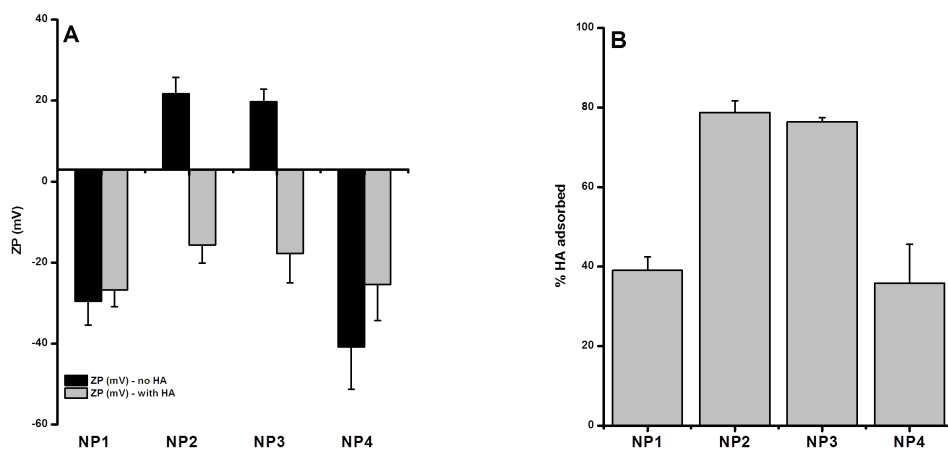 A
40
20
0
-20
-40
-60
ZP (mV)
ZP (mV) - no HA
ZP (mV) - with HA
NP1 NP2 NP3 NP4
B
100
80
60
40
20
0
% HA adsorbed
NP1 NP2 NP3 NP4